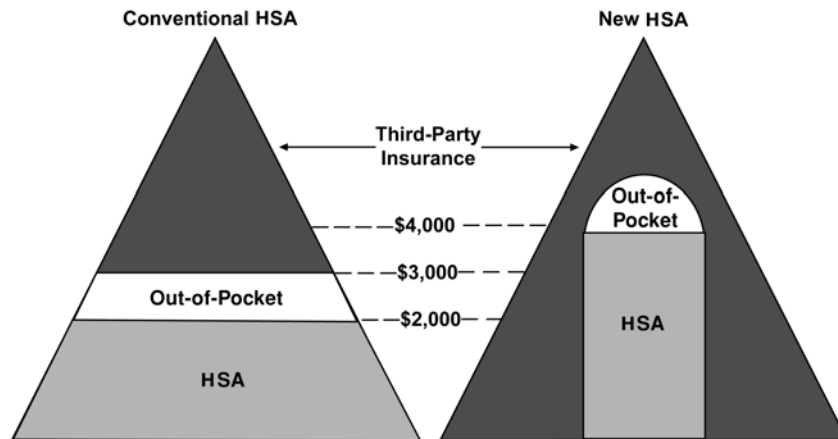 Conventional HSA
New HSA
Third-Party
Insurance
Out-of-
Pocket
$4,000
$3,000
Out-of-Pocket
$2,000
HSA
HSA